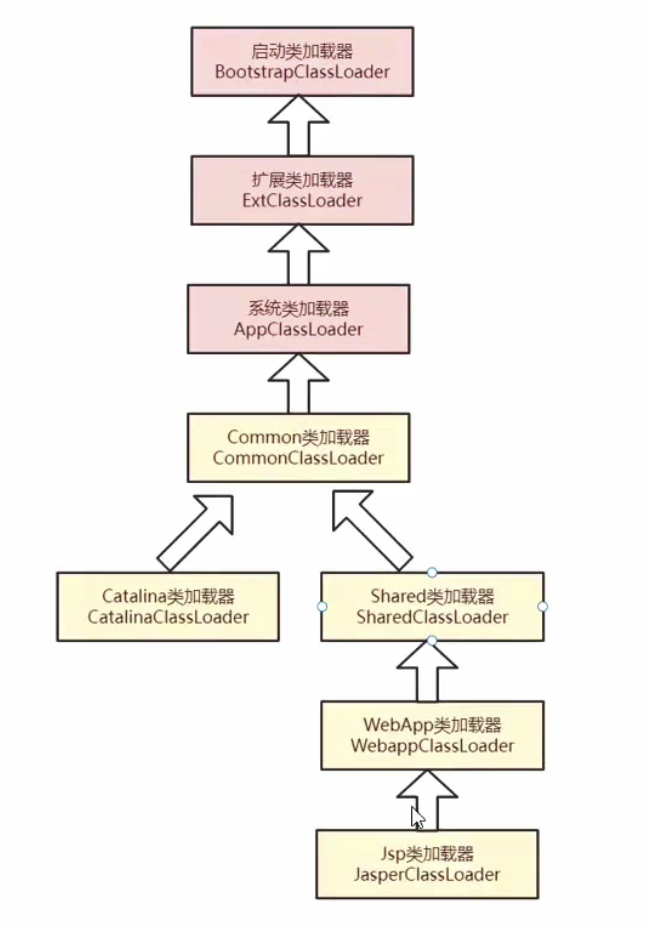 启动类加载器
BootstrapClassLoader
扩展类加载器
ExtClassLoader
系统类加载器
AppClassLoader
Common类加载器
CommonClassLoader
Catalina类加载器
CatalinaClassLoader
Shared类加载器
SharedClassLoader
WebApp类加载器
WebappClassLoader
Jsp类加载器
JasperClassLoader